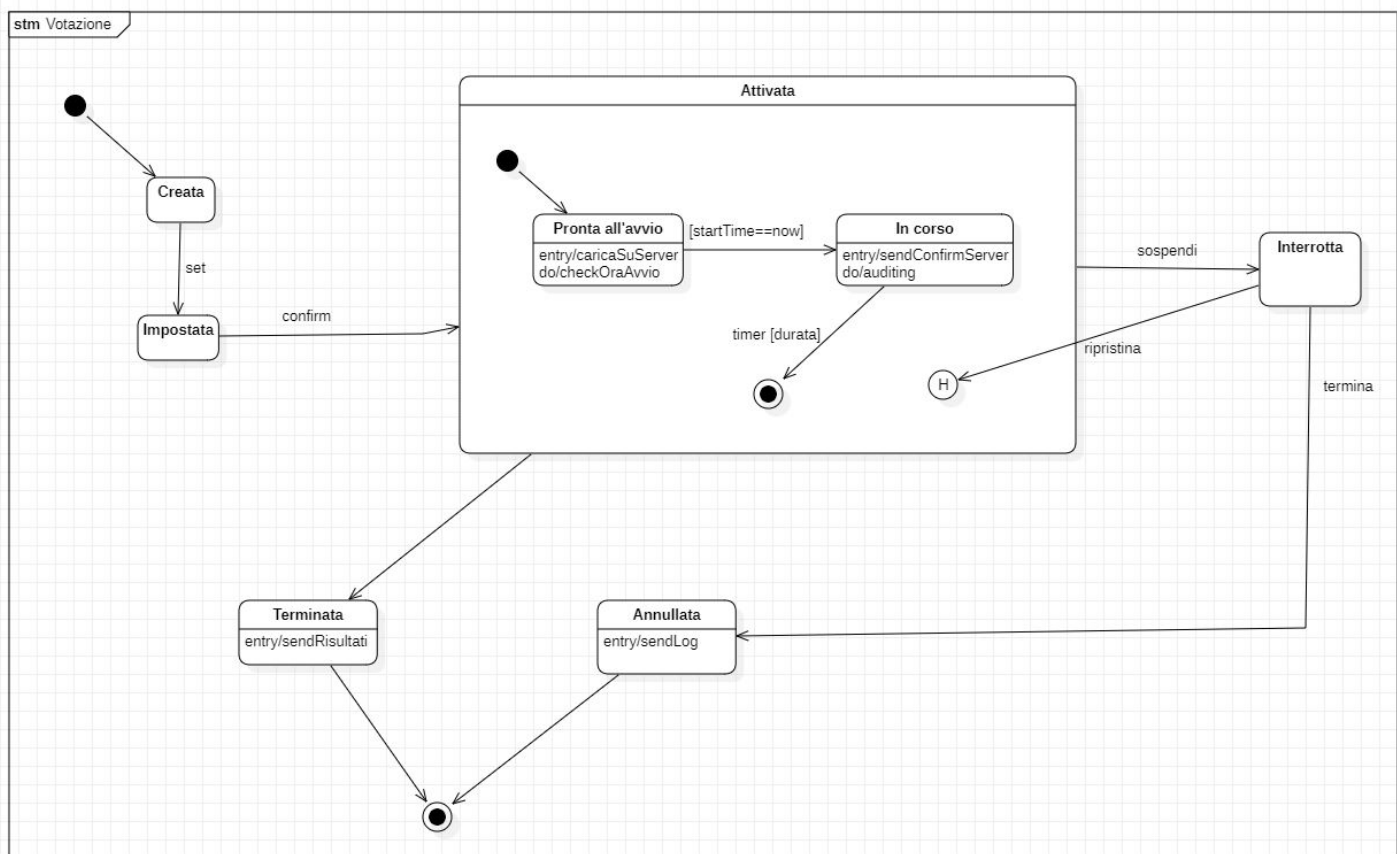 stm Votazione
Attivata
Creata
set
Impostata
confirm
Pronta all'avvio
entry/caricaSuServer
do/checkOraAvvio
[startTime==now]
In corso
entry/sendConfirmServer
do/auditing
timer [durata]
H
sospendi
Interrotta
ripristina
termina
Terminata
entry/sendRisultati
Annullata
entry/sendLog